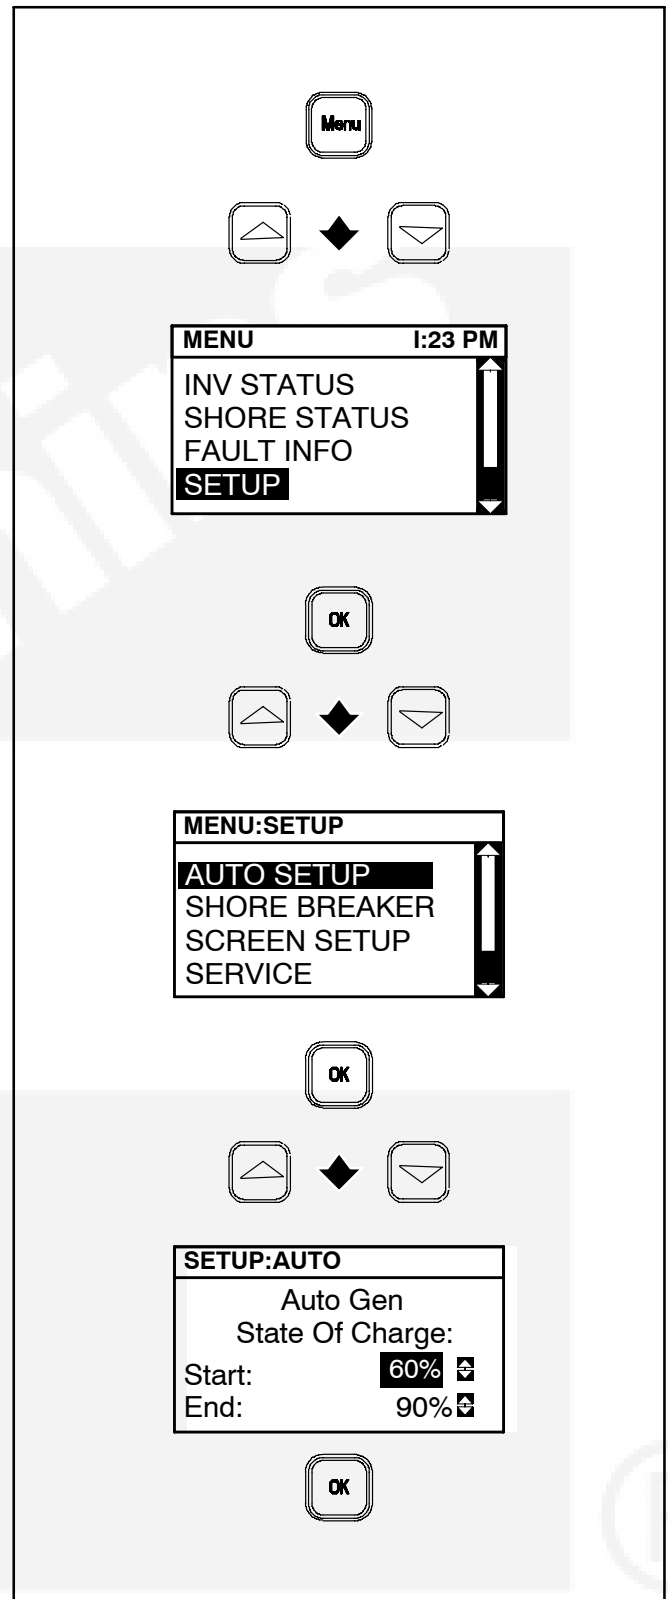 Menu
MENU I:23 PM
INV STATUS
SHORE STATUS
FAULT INFO
SETUP
OK
MENU:SETUP
AUTO SETUP
SHORE BREAKER
SCREEN SETUP
SERVICE
OK
SETUP:AUTO
Auto Gen
State Of Charge:
Start: 60%
End: 90%
OK